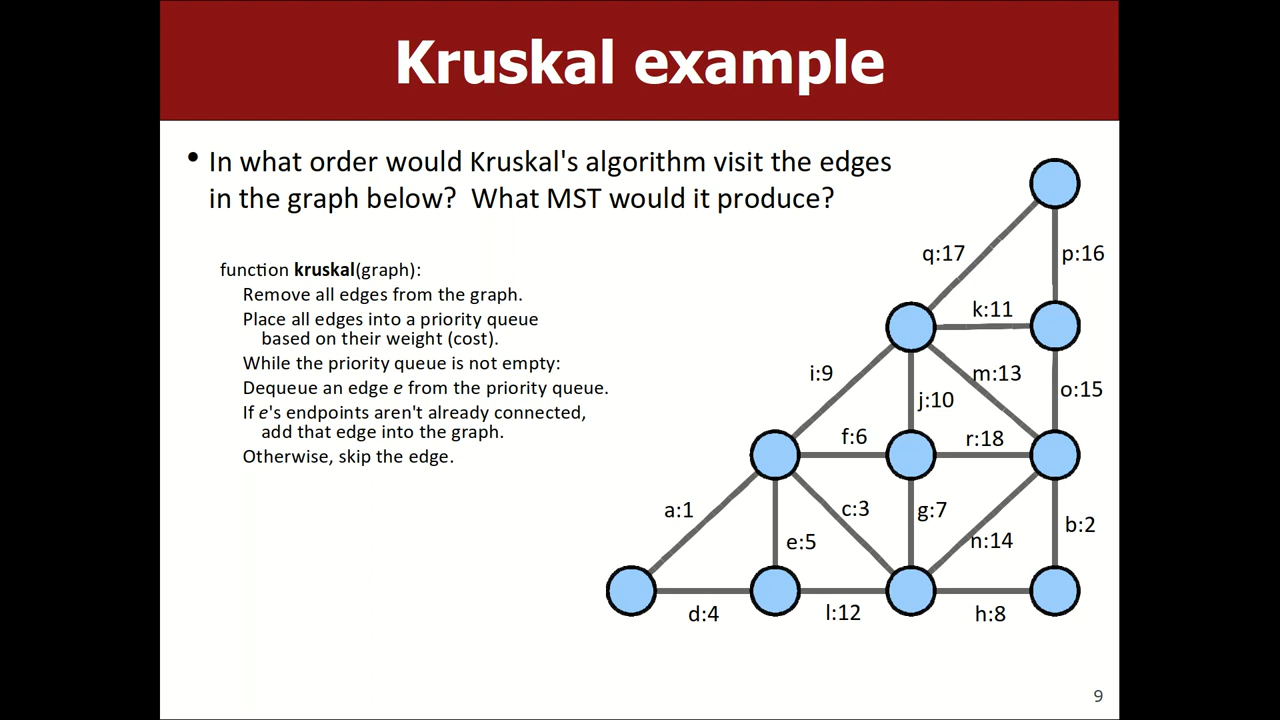 Kruskal example
• In what order would Kruskal's algorithm visit the edges
in the graph below? What MST would it produce?
function kruskal(graph):
Remove all edges from the graph.
Place all edges into a priority queue
based on their weight (cost).
While the priority queue is not empty:
Dequeue an edge e from the priority queue.
If e's endpoints aren't already connected,
add that edge into the graph.
Otherwise, skip the edge.
q:17
p:16
k:11
i:9
m:13
j:10
o:15
f:6
r:18
a:1
c:3
g:7
b:2
e:5
n:14
d:4
l:12
h:8
9